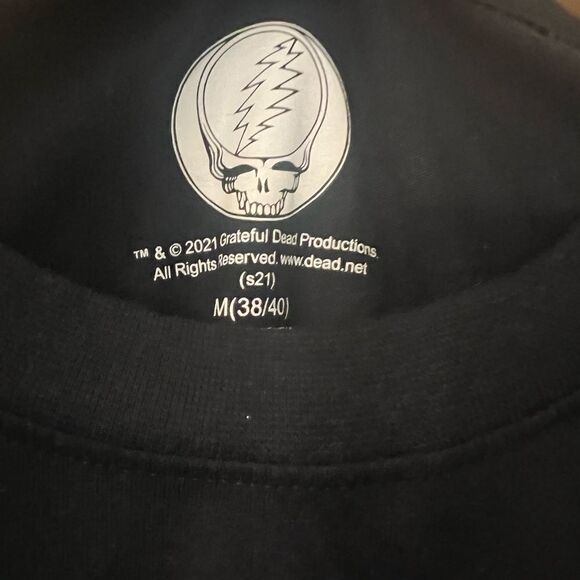 ™ & © 2021 Grateful Dead Productions.
All Rights Reserved. www.dead.net
(s21)
M(38/40)